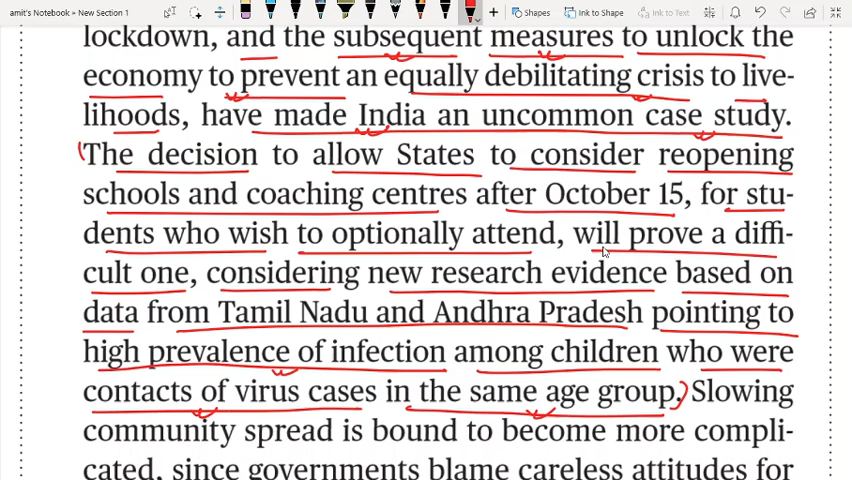 amit's Notebook » New Section 1
Shapes
Ink to Shape
Ink to Text
lockdown, and the subsequent measures to unlock the
economy to prevent an equally debilitating crisis to live-
lihoods, have made India an uncommon case study.
The decision to allow States to consider reopening
schools and coaching centres after October 15, for stu-
dents who wish to optionally attend, will prove a diffi-
cult one, considering new research evidence based on
data from Tamil Nadu and Andhra Pradesh pointing to
high prevalence of infection among children who were
contacts of virus cases in the same age group. Slowing
community spread is bound to become more compli-
cated, since governments blame careless attitudes for